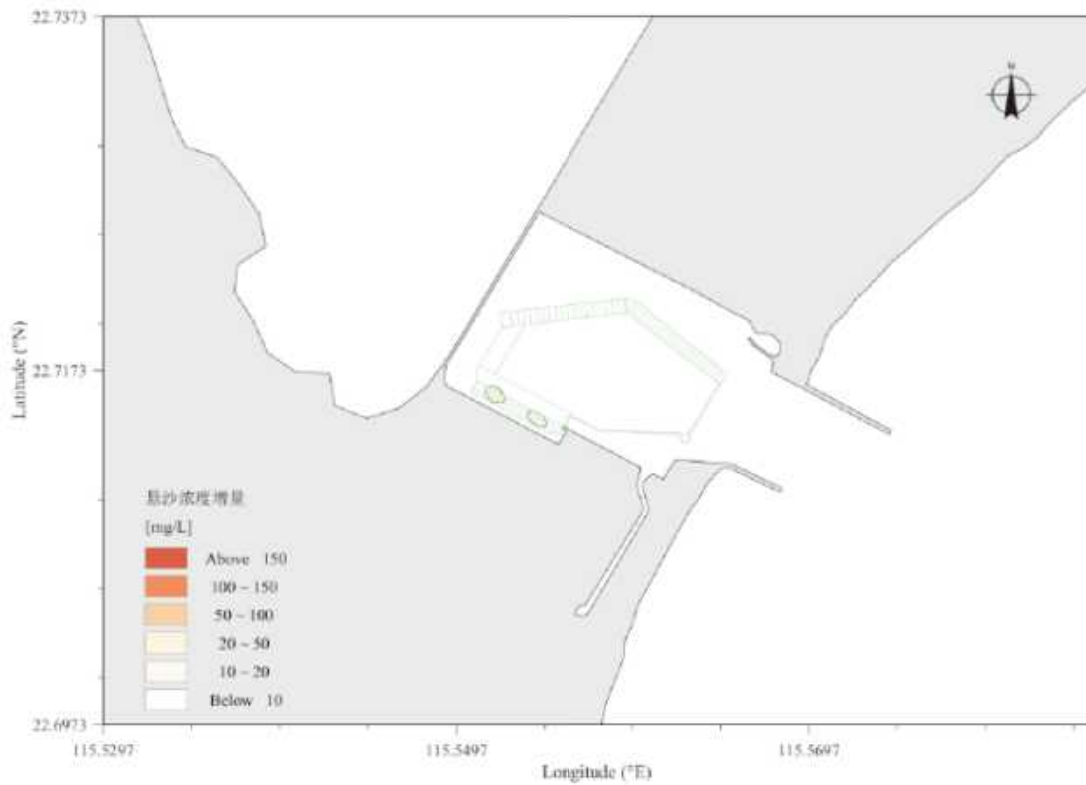 22.7373
N
22.7173
Latitude (°N)
悬沙浓度增量
[mg/L]
Above 150
100 ~ 150
50 ~ 100
20 ~ 50
10 ~ 20
Below 10
22.6973
115.5297
115.5497
115.5697
Longitude (°E)